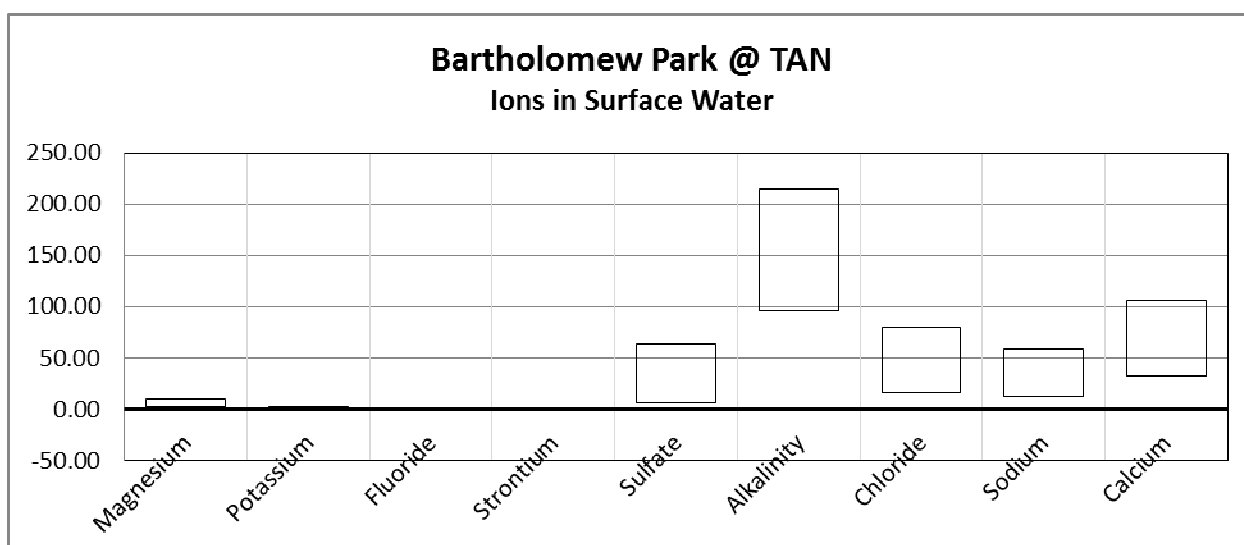 Bartholomew Park @ TAN
Ions in Surface Water
250.00
200.00
150.00
100.00
50.00
0.00
-50.00
Magnesium
Potassium
Fluoride
Strontium
Sulfate
Alkalinity
Chloride
Sodium
Calcium